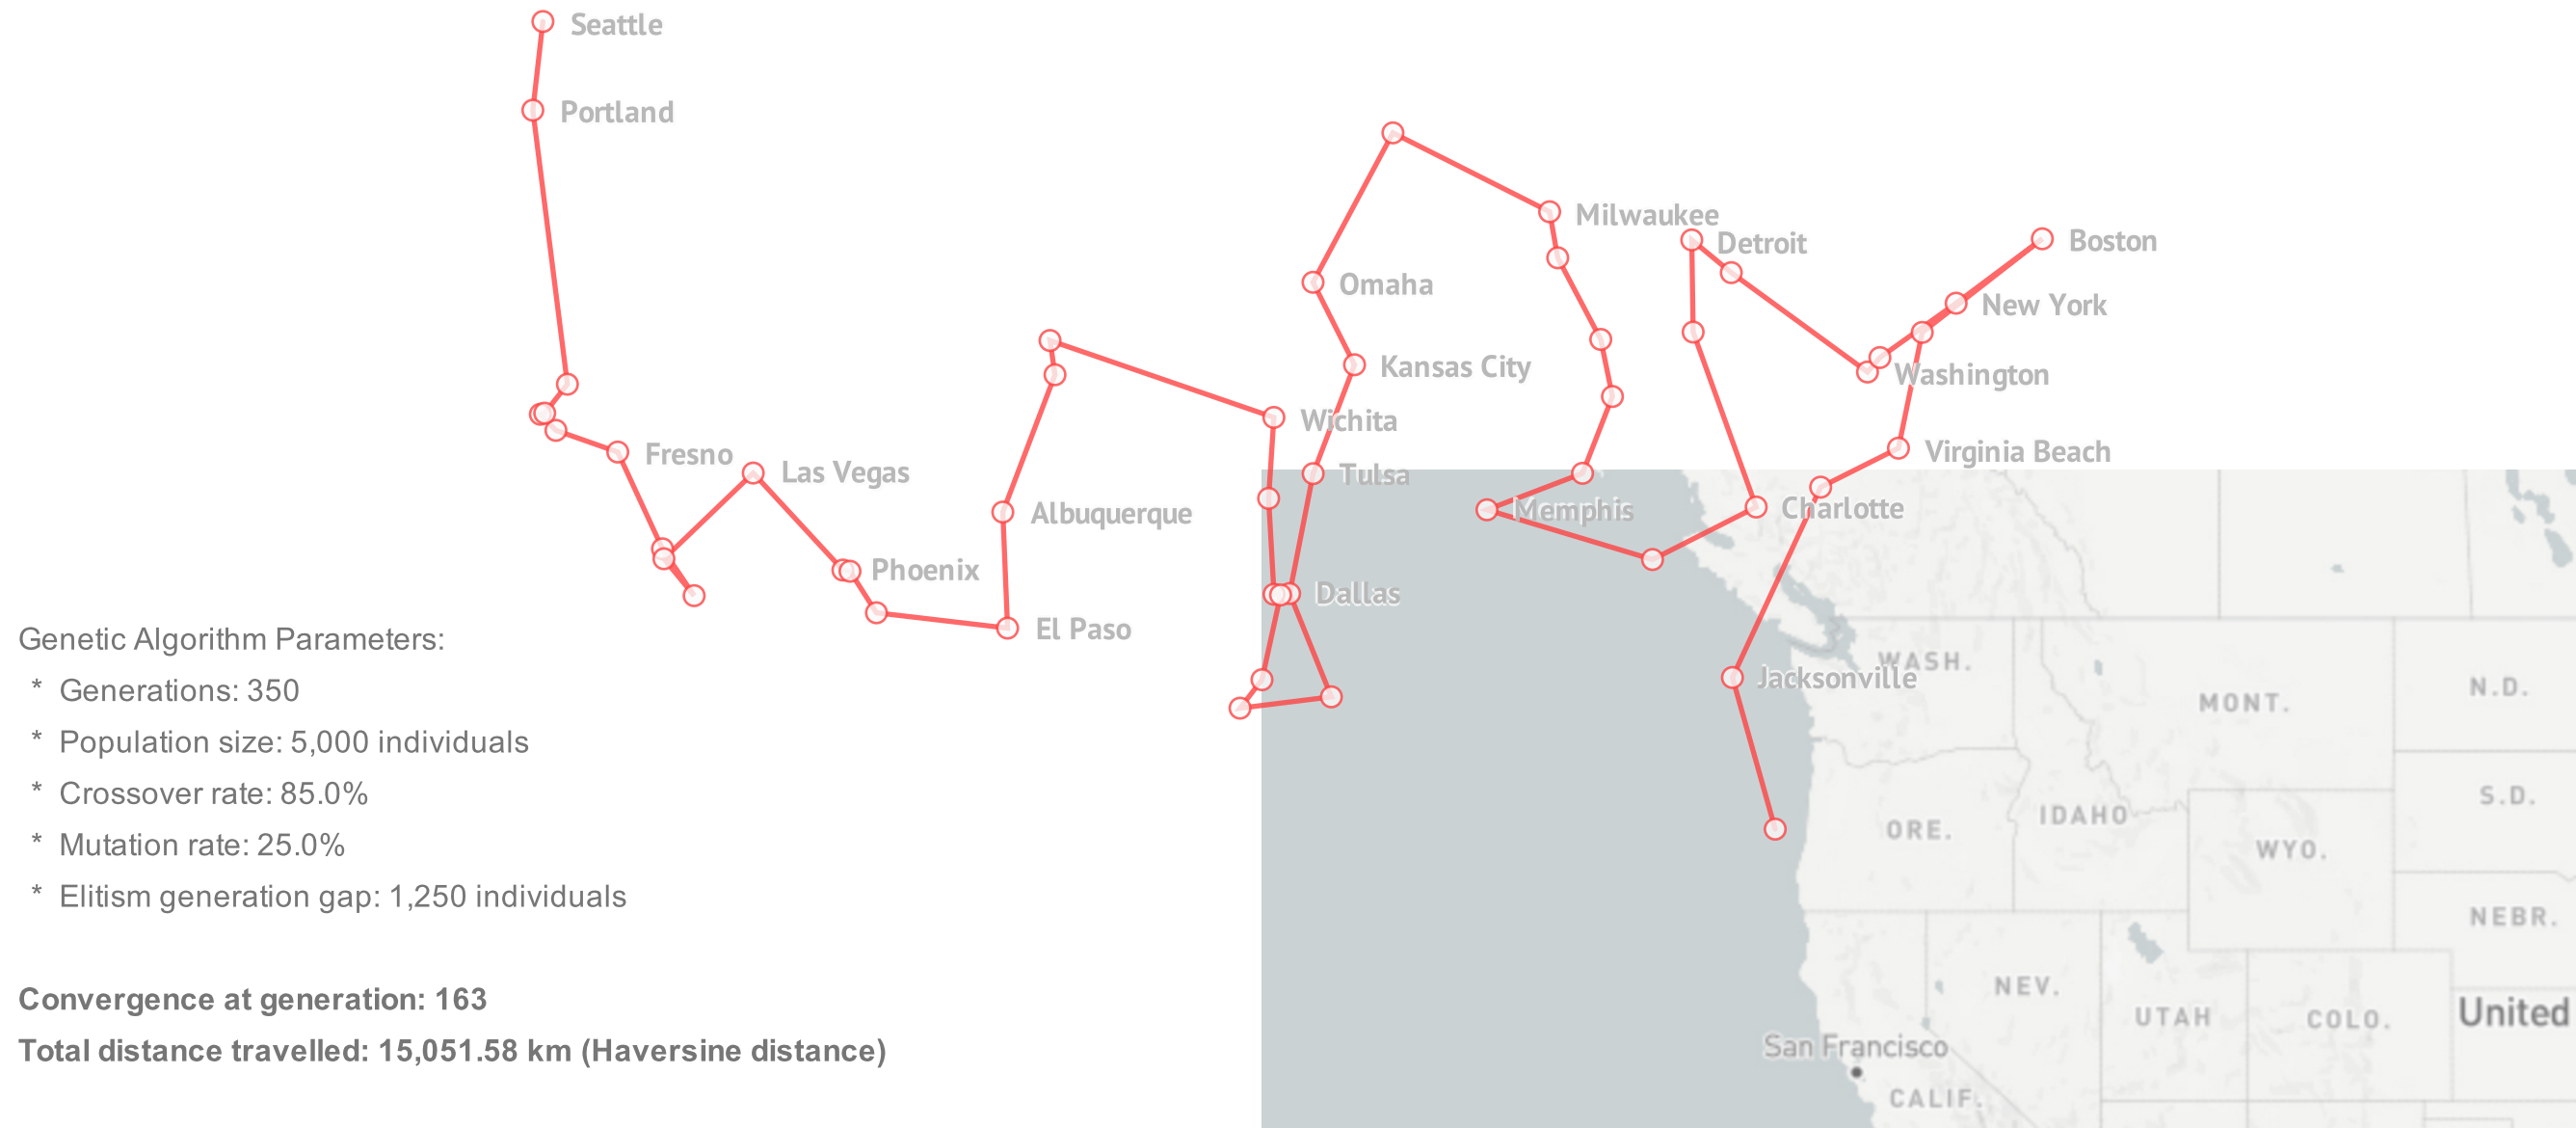 Seattle
Portland
Milwaukee
Detroit
Boston
Omaha
New York
Kansas City
Washington
Wichita
Fresno
Las Vegas
Tulsa
Virginia Beach
Albuquerque
Memphis
Charlotte
Phoenix
Dallas
El Paso
Jacksonville
WASH.
MONT.
N.D.
Genetic Algorithm Parameters:
* Generations: 350
* Population size: 5,000 individuals
* Crossover rate: 85.0%
* Mutation rate: 25.0%
* Elitism generation gap: 1,250 individuals
S.D.
IDAHO
ORE.
WYO.
NEBR.
NEV.
UTAH
COLO.
United
San Francisco
CALIF.
Convergence at generation: 163
Total distance travelled: 15,051.58 km (Haversine distance)